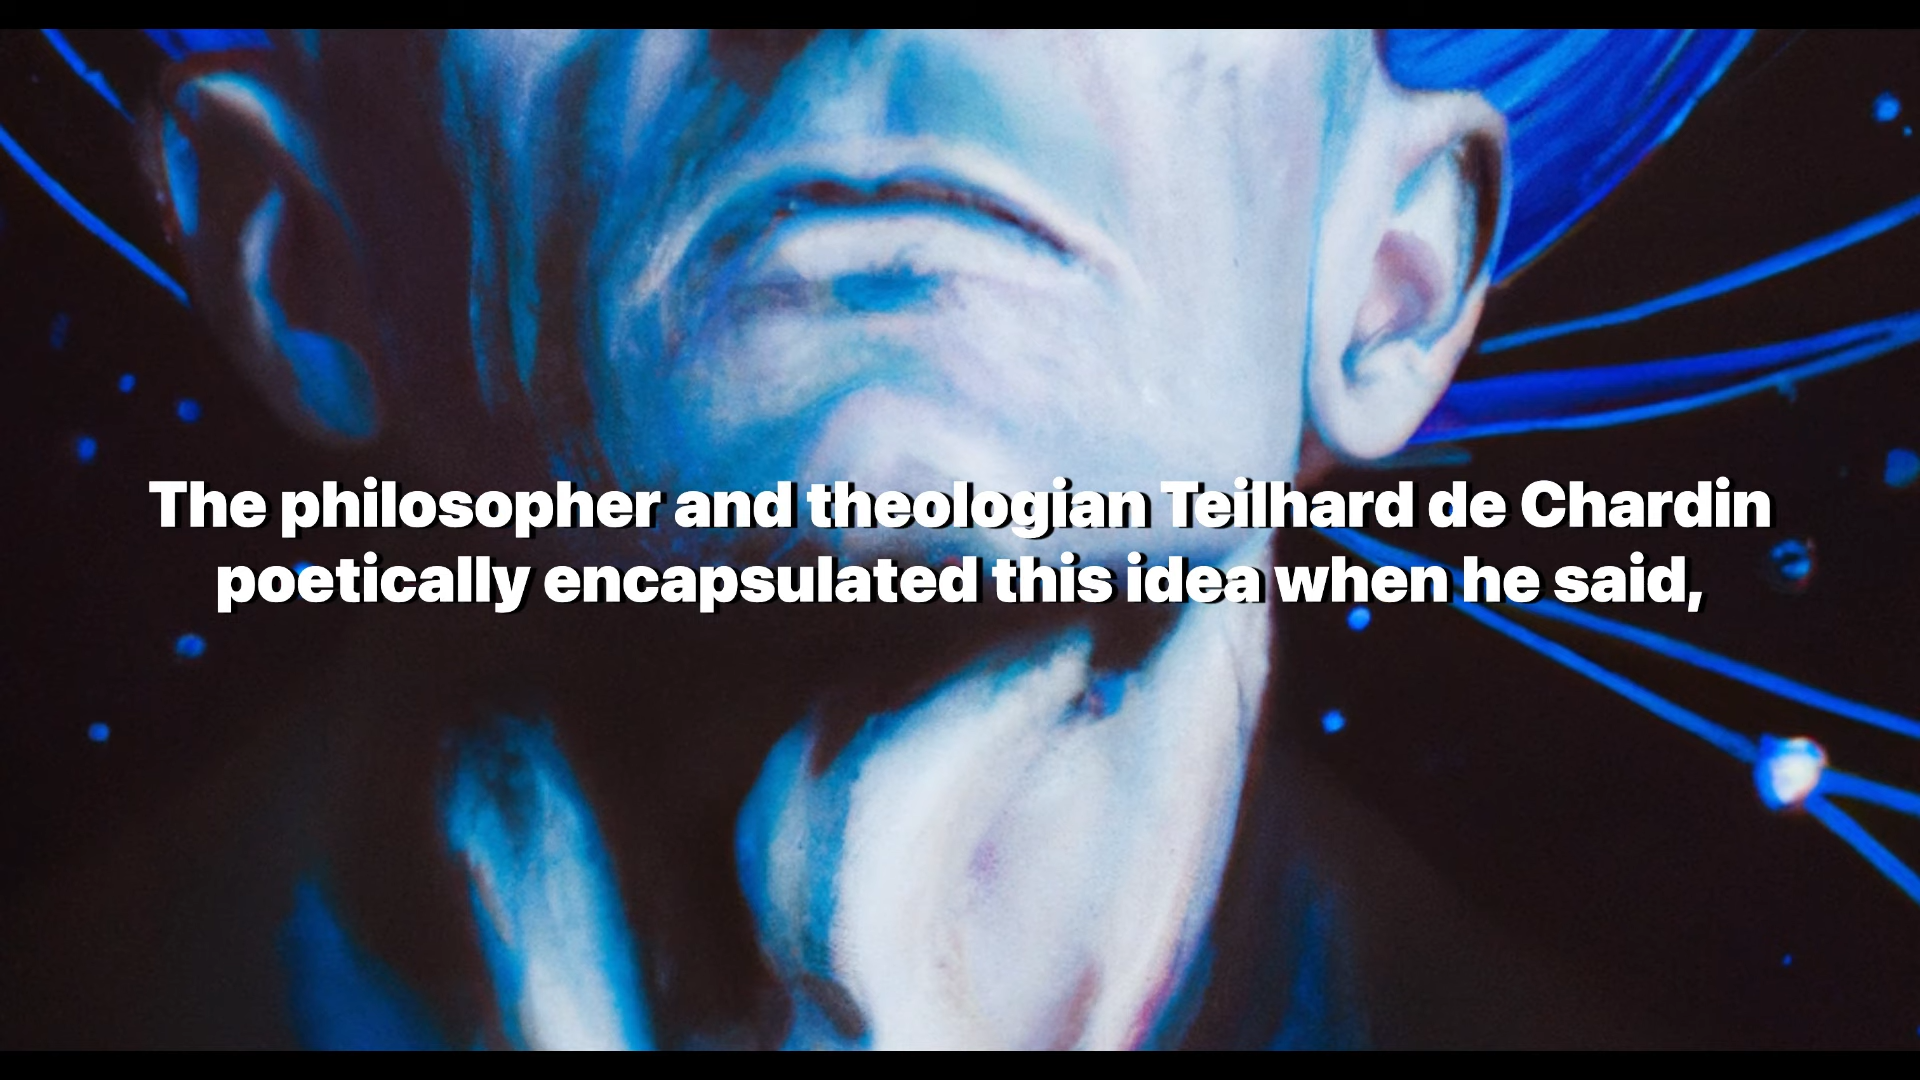 The philosopher and theologian Teilhard de Chardin
poetically encapsulated this idea when he said,